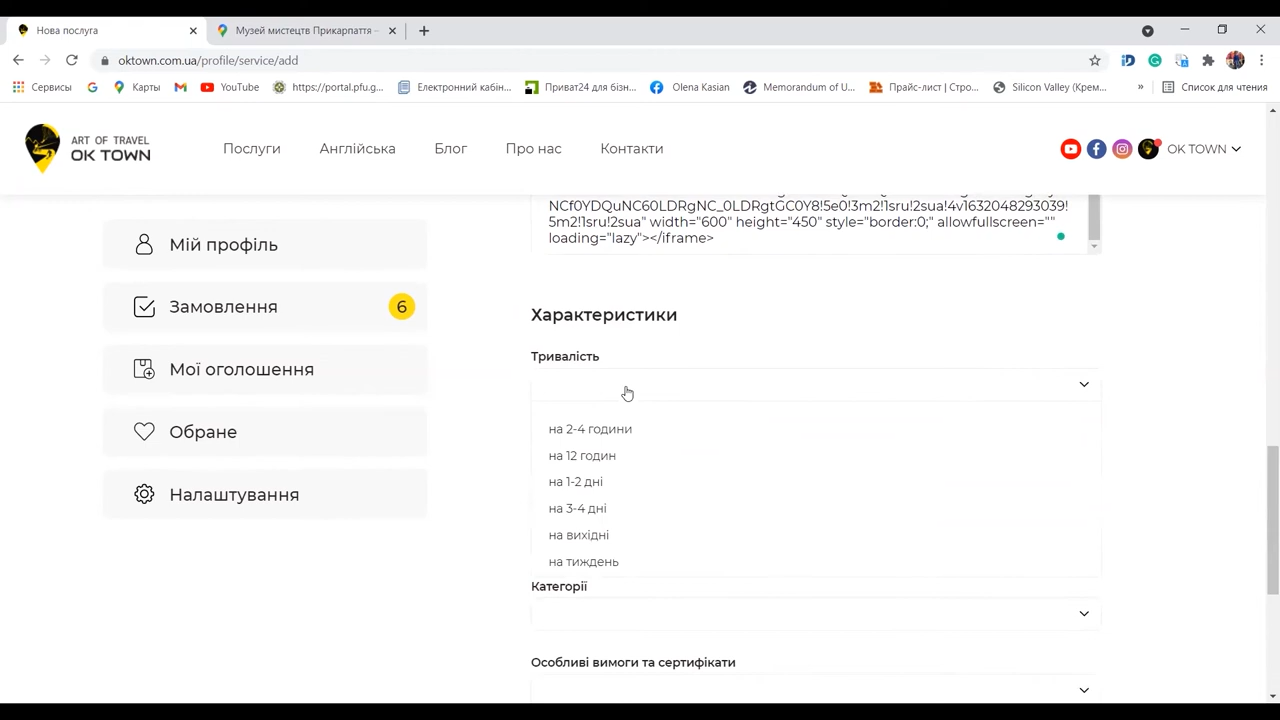 Нова послуга
Музей мистецтв Прикарпаття –
oktown.com.ua/profile/service/add
Сервисы
Карты
YouTube
https://portal.pfu.g...
Електронний кабін...
Приват24 для бізн...
Olena Kasian
Memorandum of U...
Прайс-лист | Стро...
Silicon Valley (Крем...
»
Список для чтения
ART OF TRAVEL
OK TOWN
Послуги
Англійська
Блог
Про нас
Контакти
OK TOWN
NCf0YDQuNC60LDRgNC_0LDRgtGC0Y8!5e0!3m2!1sru!2sua!4v1632048293039!
5m2!1sru!2sua" width="600" height="450" style="border:0;" allowfullscreen=""
loading="lazy"></iframe>
Мій профіль
Замовлення
6
Мої оголошення
Обране
Налаштування
Характеристики
Тривалість
на 2-4 години
на 12 годин
на 1-2 дні
на 3-4 дні
на вихідні
на тиждень
Категорії
Особливі вимоги та сертифікати